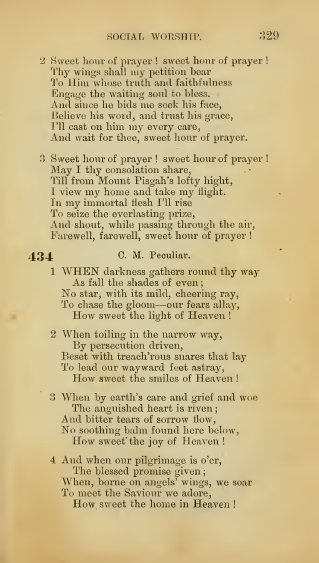 SOCIAL WORSHIP. 329
2 Sweet hour of prayer! sweet hour of prayer!
Thy wings shall my petition bear
To Him whose truth and faithfulness
Engage the waiting soul to bless.
And since he bids me seek his face,
Believe his word, and trust his grace,
I'll cast on him my every care,
And wait for thee, sweet hour of prayer.
3 Sweet hour of prayer! sweet hour of prayer!
May I thy consolation share,
Till from Mount Pisgah's lofty hight,
I view my home and take my flight.
In my immortal flesh I'll rise
To seize the everlasting prize,
And shout, while passing through the air,
Farewell, farewell, sweet hour of prayer!
434 C. M. Peculiar.
1 WHEN darkness gathers round thy way
As fall the shades of even;
No star, with its mild, cheering ray,
To chase the gloom—our fears allay,
How sweet the light of Heaven!
2 When toiling in the narrow way,
By persecution driven,
Beset with treach'rous snares that lay
To lead our wayward feet astray,
How sweet the smiles of Heaven!
3 When by earth's care and grief and woe
The anguished heart is riven;
And bitter tears of sorrow flow,
No soothing balm found here below,
How sweet the joy of Heaven!
4 And when our pilgrimage is o'er,
The blessed promise given;
When, borne on angels' wings, we soar
To meet the Saviour we adore,
How sweet the home in Heaven!